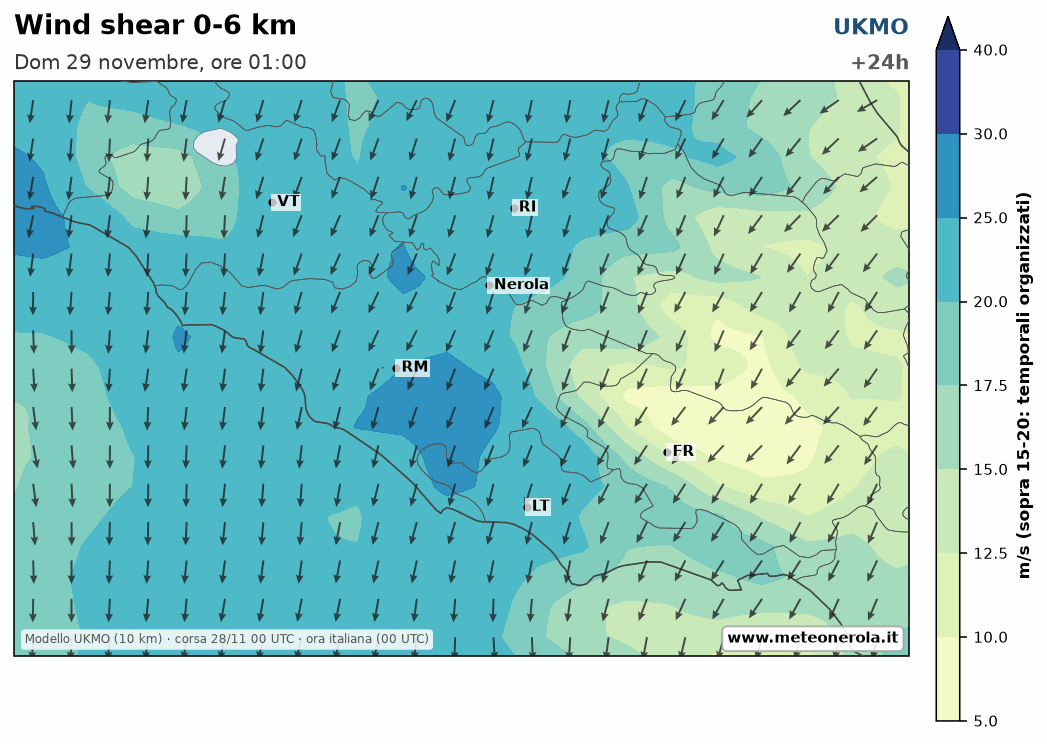 Wind shear 0-6 km
UKMO
Dom 29 novembre, ore 01:00
+24h
40.0
30.0
25.0
20.0
17.5
15.0
12.5
10.0
5.0
m/s (sopra 15-20: temporali organizzati)
VT
RI
Nerola
RM
FR
LT
Modello UKMO (10 km) · corsa 28/11 00 UTC · ora italiana (00 UTC)
www.meteonerola.it